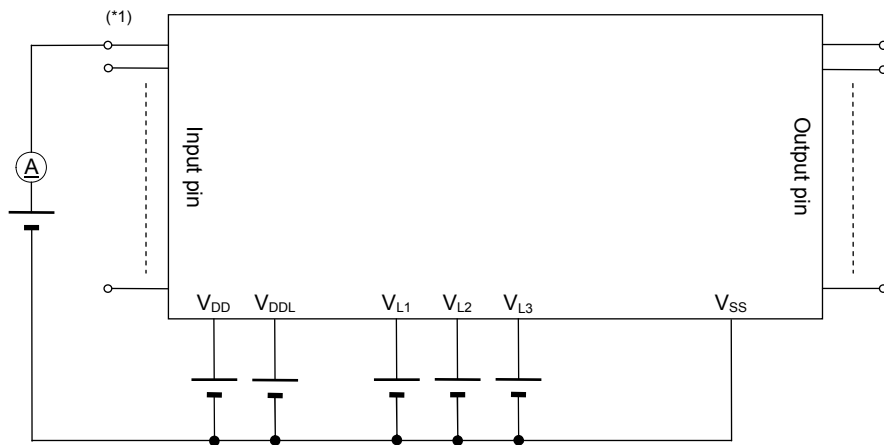 (*1)
A
Input pin
Output pin
VDD VDDL VL1 VL2 VL3 VSS